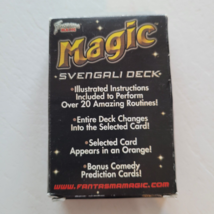 Magic
SVENGALI DECK
•Illustrated Instructions
Included to Perform
Over 20 Amazing Routines!
•Entire Deck Changes
Into the Selected Card!
•Selected Card
Appears in an Orange!
•Bonus Comedy
Prediction Cards!
WWW.FANTASMAMAGIC.COM